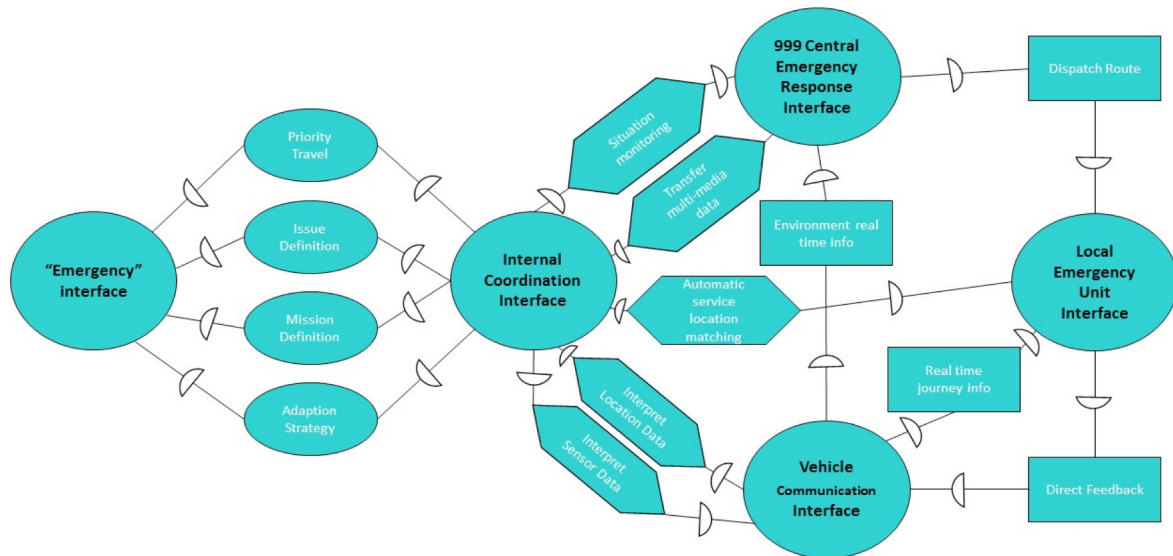 999 Central
Emergency
Response
Interface
Dispatch Route
Situation
monitoring
Priority
Travel
Transfer
multi-media
data
Issue
Definition
Environment real
time info
"Emergency"
interface
Internal
Coordination
Interface
Automatic
service
location
matching
Local
Emergency
Unit
Interface
Mission
Definition
Real time
journey info
Adaption
Strategy
Interpret
Location Data
Interpret
Sensor Data
Vehicle
Communication
Interface
Direct Feedback